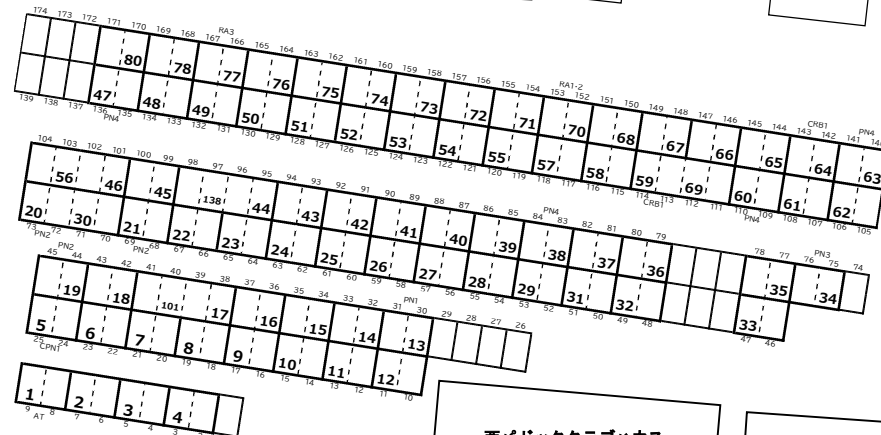 174 173 172 171 170 169 168 167 166 165 164 163 162 161 160 159 158 157 156 155 154 153 152 151 150 149 148 147 146 145 144 143 142 141
RA3 RA1-2 CRB1 PN4
80 78 77 76 75 74 73 72 71 70 68 67 66 65 64 63
47 48 49 50 51 52 53 54 55 57 58 59 69 60 61 62
139 138 137 136 135 134 133 132 131 130 129 128 127 126 125 124 123 122 121 120 119 118 117 116 115 114 113 112 111 110 109 108 107 106 105
PN4 CRB1 PN4
104 103 102 101 100 99 98 97 96 95 94 93 92 91 90 89 88 87 86 85 84 83 82 81 80 79 78 77 76 75 74
PN4 PN3
56 46 45 138 44 43 42 41 40 39 38 37 36 35 34
20 30 21 22 23 24 25 26 27 28 29 31 32 33
73 72 71 70 69 68 67 66 65 64 63 62 61 60 59 58 57 56 55 54 53 52 51 50 49 48 47 46
PN2 PN2 PN2
45 44 43 42 41 40 39 38 37 36 35 34 33 32 31 30 29 28 27 26
PN1
19 18 101 17 16 15 14 13
5 6 7 8 9 10 11 12
25 24 23 22 21 20 19 18 17 16 15 14 13 12 11 10
CPN1
1 2 3 4
9 8 7 6 5 4 3
AT